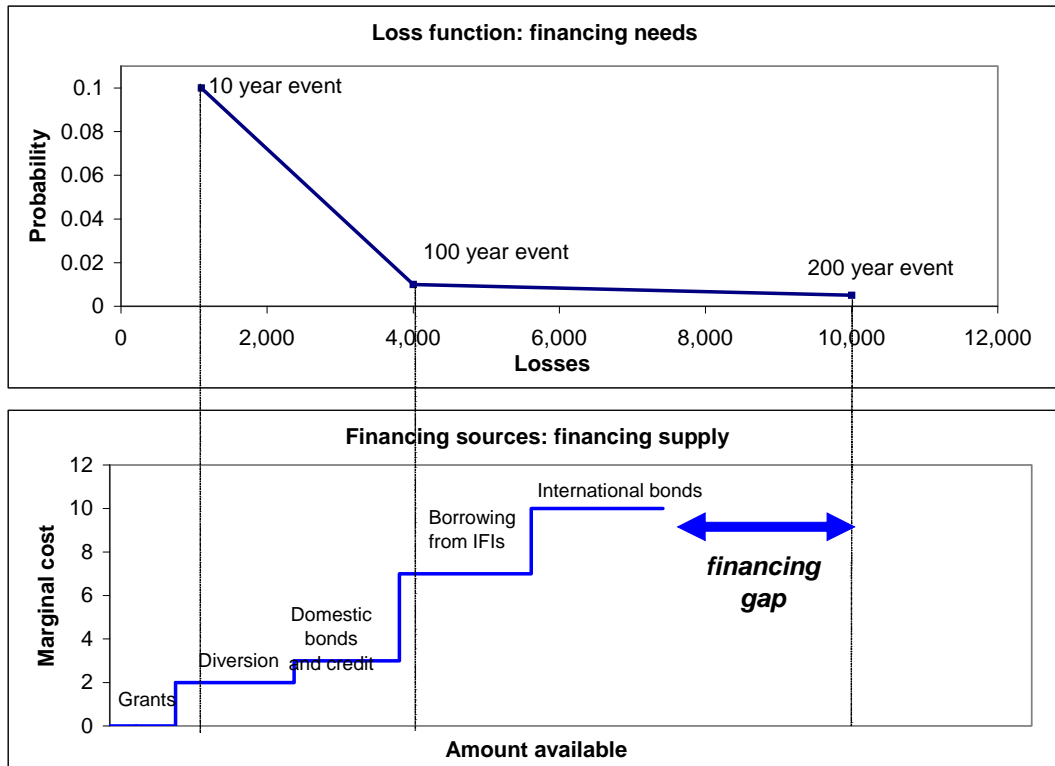 Loss function: financing needs
Probability
0.1
0.08
0.06
0.04
0.02
0
10 year event
100 year event
200 year event
0 2,000 4,000 6,000 8,000 10,000 12,000
Losses
Financing sources: financing supply
Marginal cost
12
10
8
6
4
2
0
Grants
Diversion
Domestic
bonds
and credit
Borrowing
from IFIs
International bonds
financing
gap
Amount available